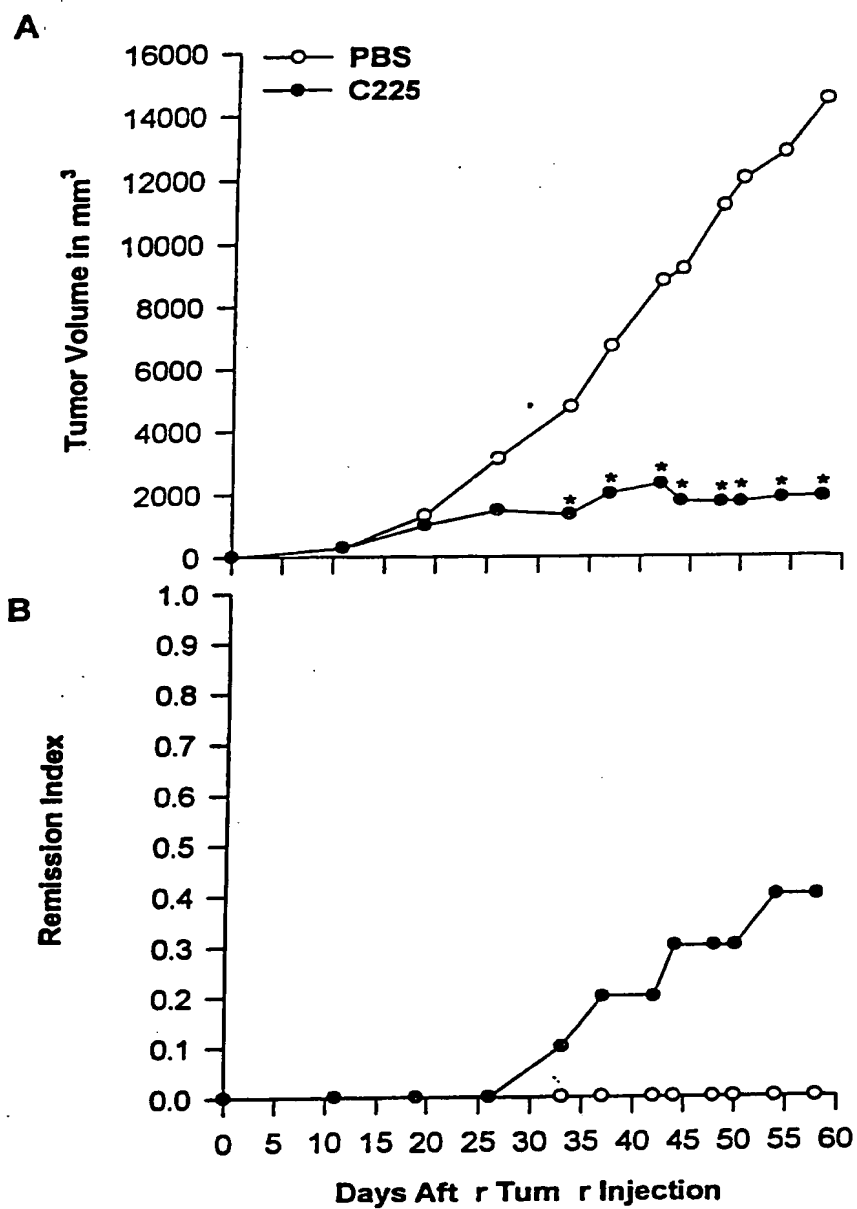 A
PBS
C225
16000
14000
12000
10000
8000
6000
4000
2000
0
Tumor Volume in mm³
* * * * * * * *
B
1.0
0.9
0.8
0.7
0.6
0.5
0.4
0.3
0.2
0.1
0.0
Remission Index
0 5 10 15 20 25 30 35 40 45 50 55 60
Days Aft r Tum r Injection